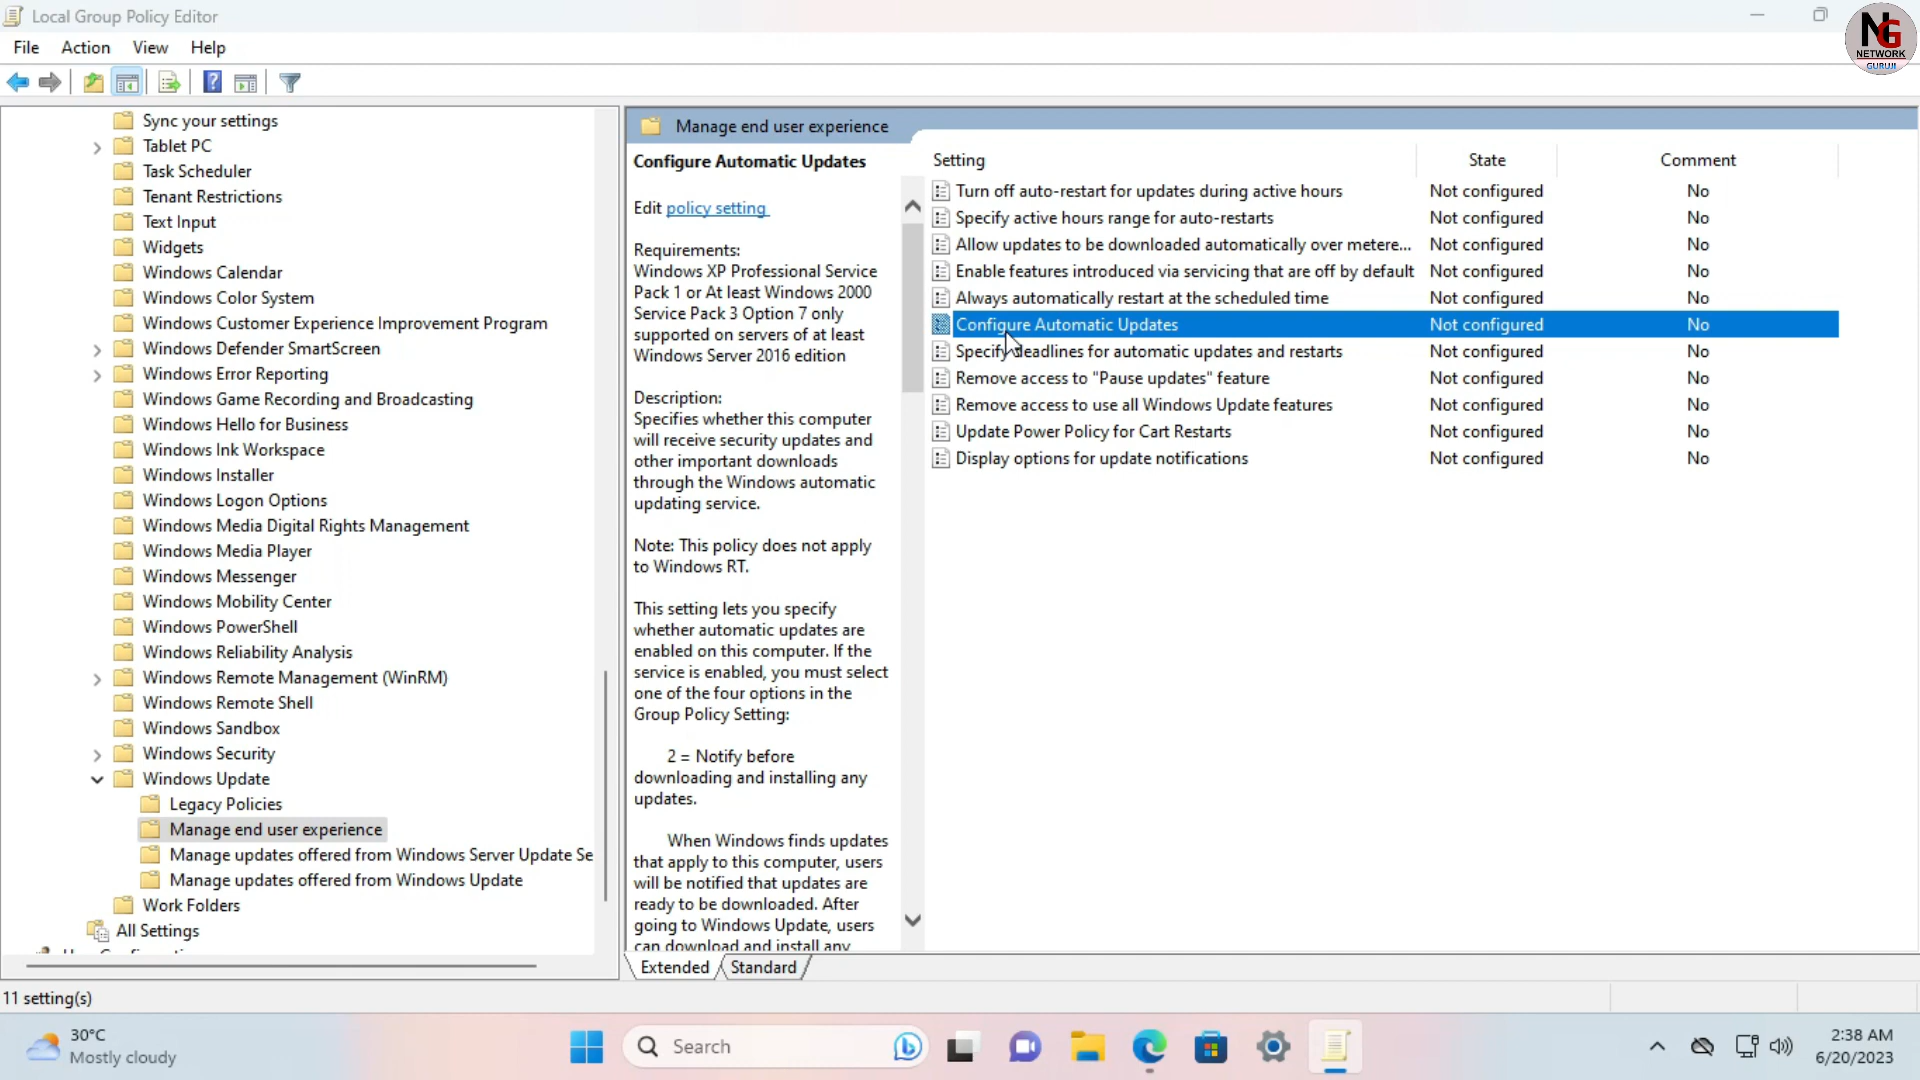 Local Group Policy Editor
File Action View Help
NG
NETWORK
GURUJI
Sync your settings
Tablet PC
Task Scheduler
Tenant Restrictions
Text Input
Widgets
Windows Calendar
Windows Color System
Windows Customer Experience Improvement Program
Windows Defender SmartScreen
Windows Error Reporting
Windows Game Recording and Broadcasting
Windows Hello for Business
Windows Ink Workspace
Windows Installer
Windows Logon Options
Windows Media Digital Rights Management
Windows Media Player
Windows Messenger
Windows Mobility Center
Windows PowerShell
Windows Reliability Analysis
Windows Remote Management (WinRM)
Windows Remote Shell
Windows Sandbox
Windows Security
Windows Update
Legacy Policies
Manage end user experience
Manage updates offered from Windows Server Update Se
Manage updates offered from Windows Update
Work Folders
All Settings
Manage end user experience
Configure Automatic Updates
Edit policy setting
Requirements:
Windows XP Professional Service
Pack 1 or At least Windows 2000
Service Pack 3 Option 7 only
supported on servers of at least
Windows Server 2016 edition
Description:
Specifies whether this computer
will receive security updates and
other important downloads
through the Windows automatic
updating service.
Note: This policy does not apply
to Windows RT.
This setting lets you specify
whether automatic updates are
enabled on this computer. If the
service is enabled, you must select
one of the four options in the
Group Policy Setting:
2 = Notify before
downloading and installing any
updates.
When Windows finds updates
that apply to this computer, users
will be notified that updates are
ready to be downloaded. After
going to Windows Update, users
can download and install any
Setting State Comment
Turn off auto-restart for updates during active hours Not configured No
Specify active hours range for auto-restarts Not configured No
Allow updates to be downloaded automatically over metere... Not configured No
Enable features introduced via servicing that are off by default Not configured No
Always automatically restart at the scheduled time Not configured No
Configure Automatic Updates Not configured No
Specify deadlines for automatic updates and restarts Not configured No
Remove access to "Pause updates" feature Not configured No
Remove access to use all Windows Update features Not configured No
Update Power Policy for Cart Restarts Not configured No
Display options for update notifications Not configured No
Extended Standard
11 setting(s)
30°C
Mostly cloudy
Search
2:38 AM
6/20/2023